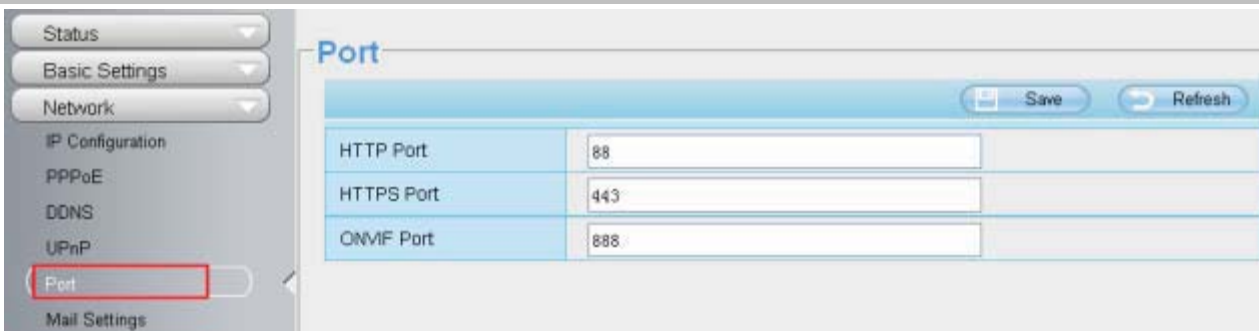 Status
Basic Settings
Network
IP Configuration
PPPoE
DDNS
UPnP
Port
Mail Settings
Port
Save Refresh
HTTP Port 88
HTTPS Port 443
ONVIF Port 888